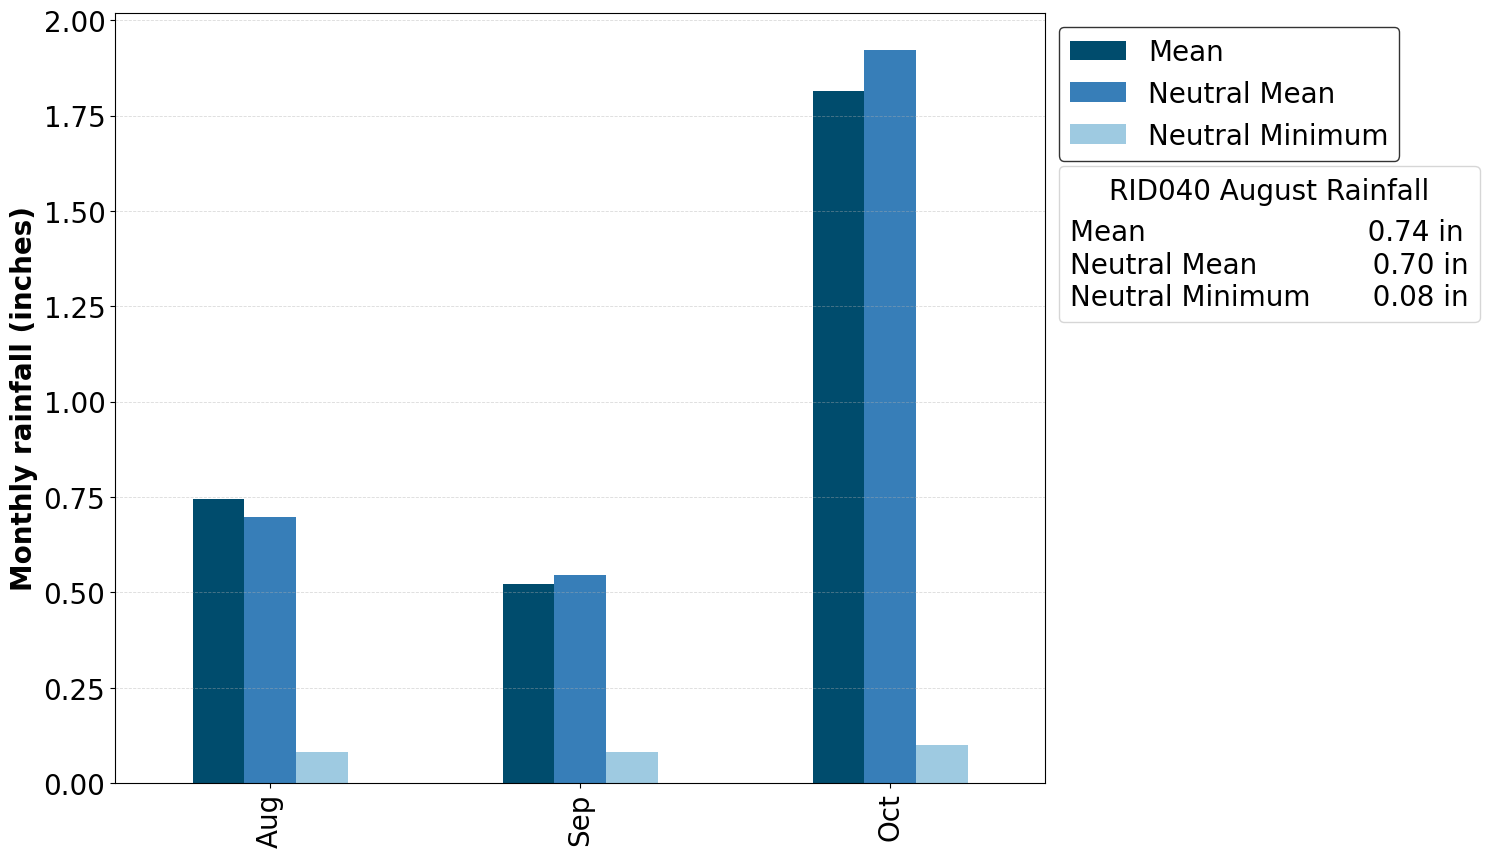 2.00
1.75
1.50
1.25
1.00
0.75
0.50
0.25
0.00
Monthly rainfall (inches)
Aug
Sep
Oct
Mean
Neutral Mean
Neutral Minimum
RID040 August Rainfall
Mean 0.74 in
Neutral Mean 0.70 in
Neutral Minimum 0.08 in